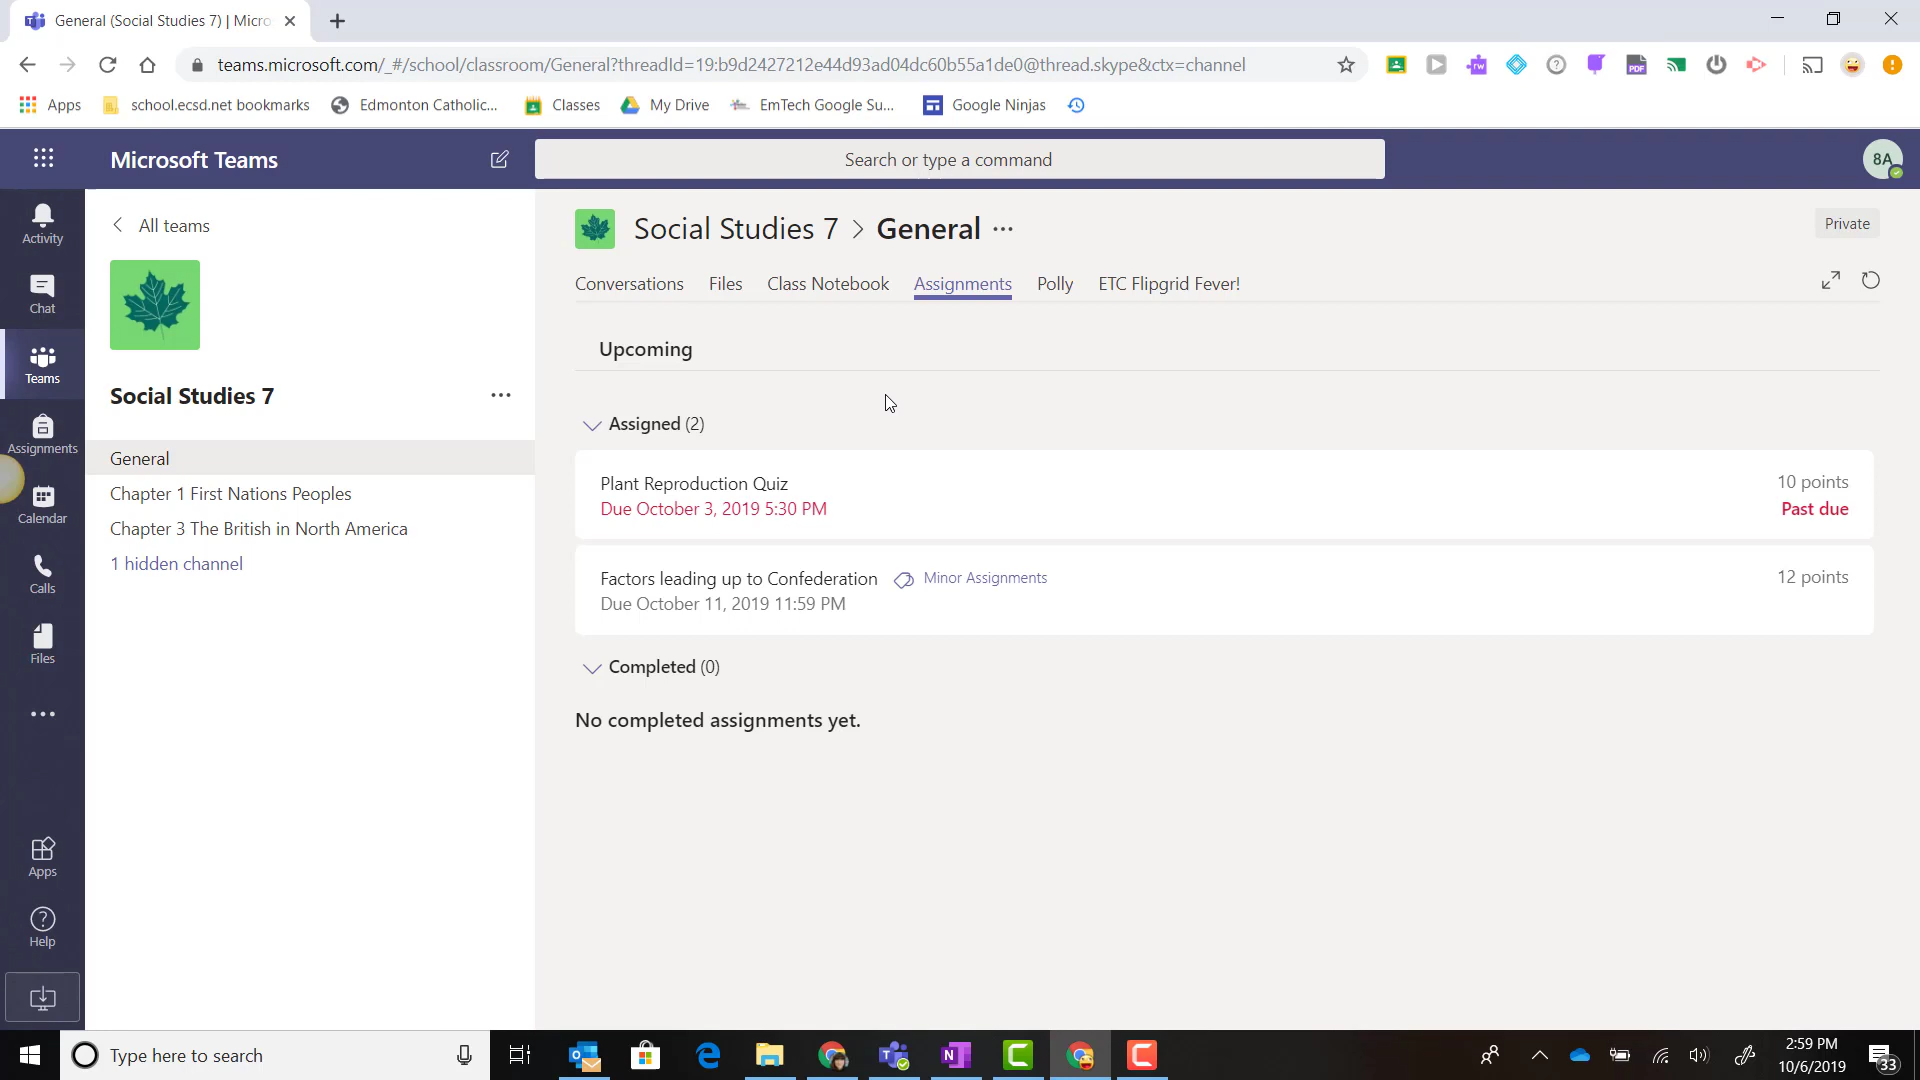 General (Social Studies 7) | Micro
teams.microsoft.com/_#/school/classroom/General?threadId=19:b9d2427212e44d93ad04dc60b55a1de0@thread.skype&ctx=channel
Apps
school.ecsd.net bookmarks
Edmonton Catholic...
Classes
My Drive
EmTech Google Su...
Google Ninjas
Microsoft Teams
Search or type a command
8A
Activity
Chat
Teams
Assignments
Calendar
Calls
Files
Apps
Help
All teams
Social Studies 7
General
Chapter 1 First Nations Peoples
Chapter 3 The British in North America
1 hidden channel
Social Studies 7 > General
Private
Conversations
Files
Class Notebook
Assignments
Polly
ETC Flipgrid Fever!
Upcoming
Assigned (2)
Plant Reproduction Quiz
10 points
Due October 3, 2019 5:30 PM
Past due
Factors leading up to Confederation
Minor Assignments
12 points
Due October 11, 2019 11:59 PM
Completed (0)
No completed assignments yet.
Type here to search
2:59 PM
10/6/2019
33